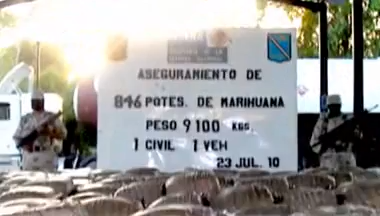 ASEGURAMIENTO DE
846 POTES. DE MARIHUANA
PESO 9100 KGS.
1 CIVIL 1 VEH
23 JUL. 10